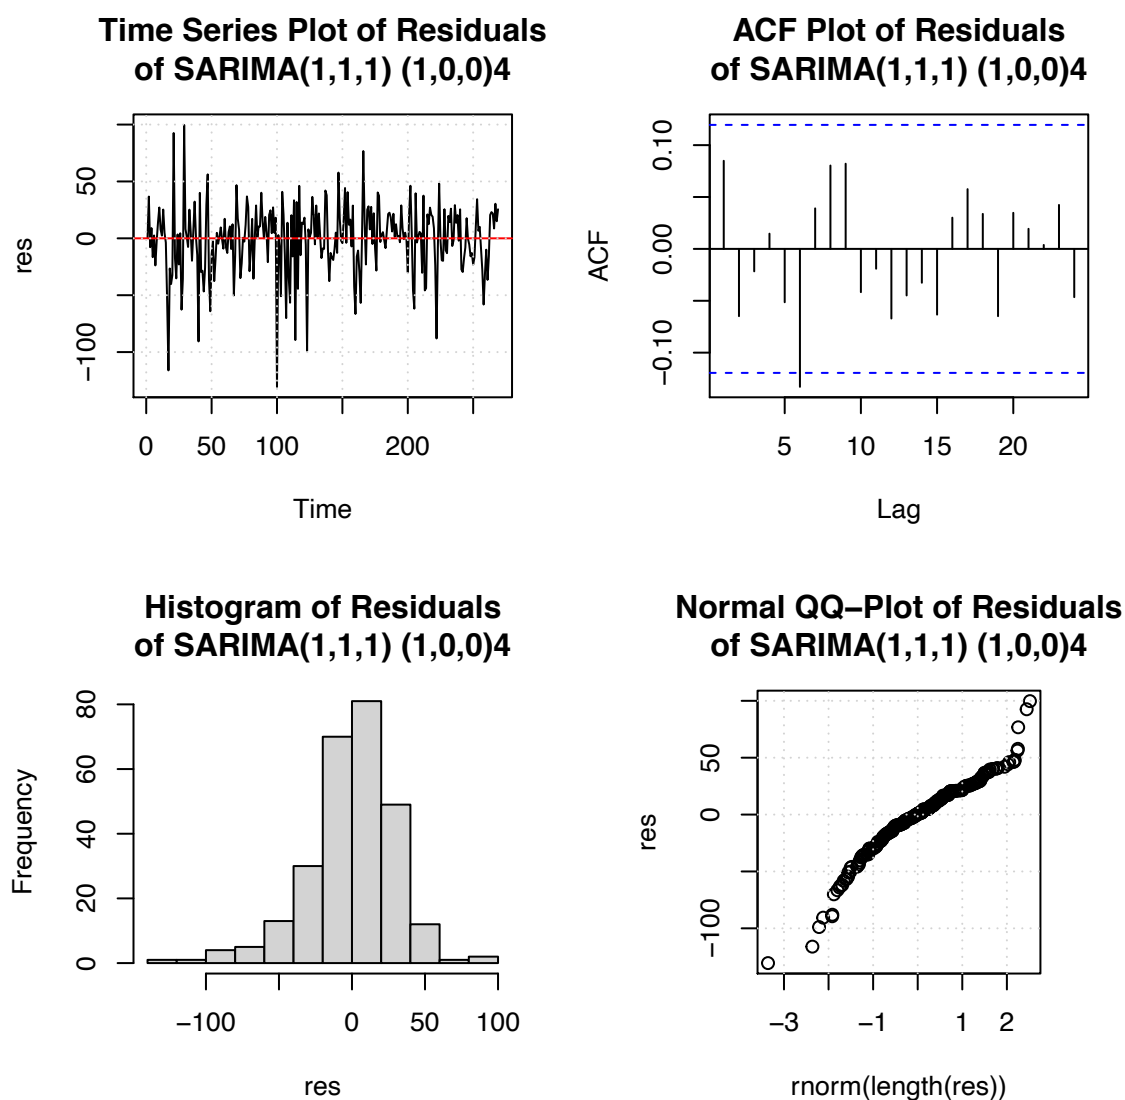 Time Series Plot of Residuals
of SARIMA(1,1,1) (1,0,0)4
res
50
0
−100
0 50 100 200
Time
ACF Plot of Residuals
of SARIMA(1,1,1) (1,0,0)4
ACF
0.10
0.00
−0.10
5 10 15 20
Lag
Histogram of Residuals
of SARIMA(1,1,1) (1,0,0)4
Frequency
80
60
40
20
0
−100 0 50 100
res
Normal QQ−Plot of Residuals
of SARIMA(1,1,1) (1,0,0)4
res
50
0
−100
−3 −1 1 2
rnorm(length(res))